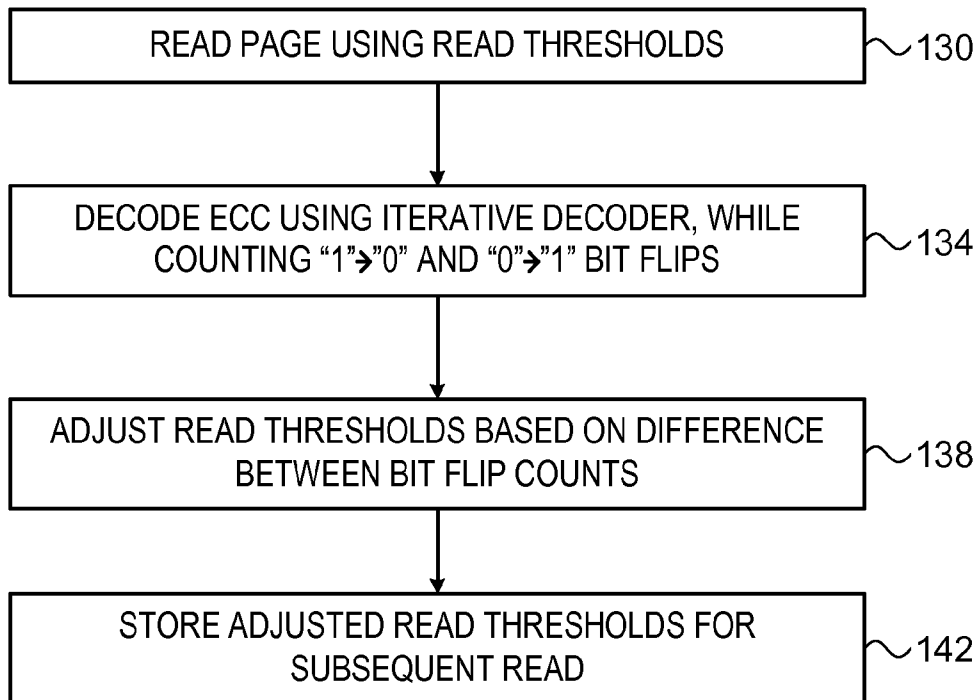 READ PAGE USING READ THRESHOLDS
130
DECODE ECC USING ITERATIVE DECODER, WHILE
COUNTING “1”→”0” AND “0”→”1” BIT FLIPS
134
ADJUST READ THRESHOLDS BASED ON DIFFERENCE
BETWEEN BIT FLIP COUNTS
138
STORE ADJUSTED READ THRESHOLDS FOR
SUBSEQUENT READ
142